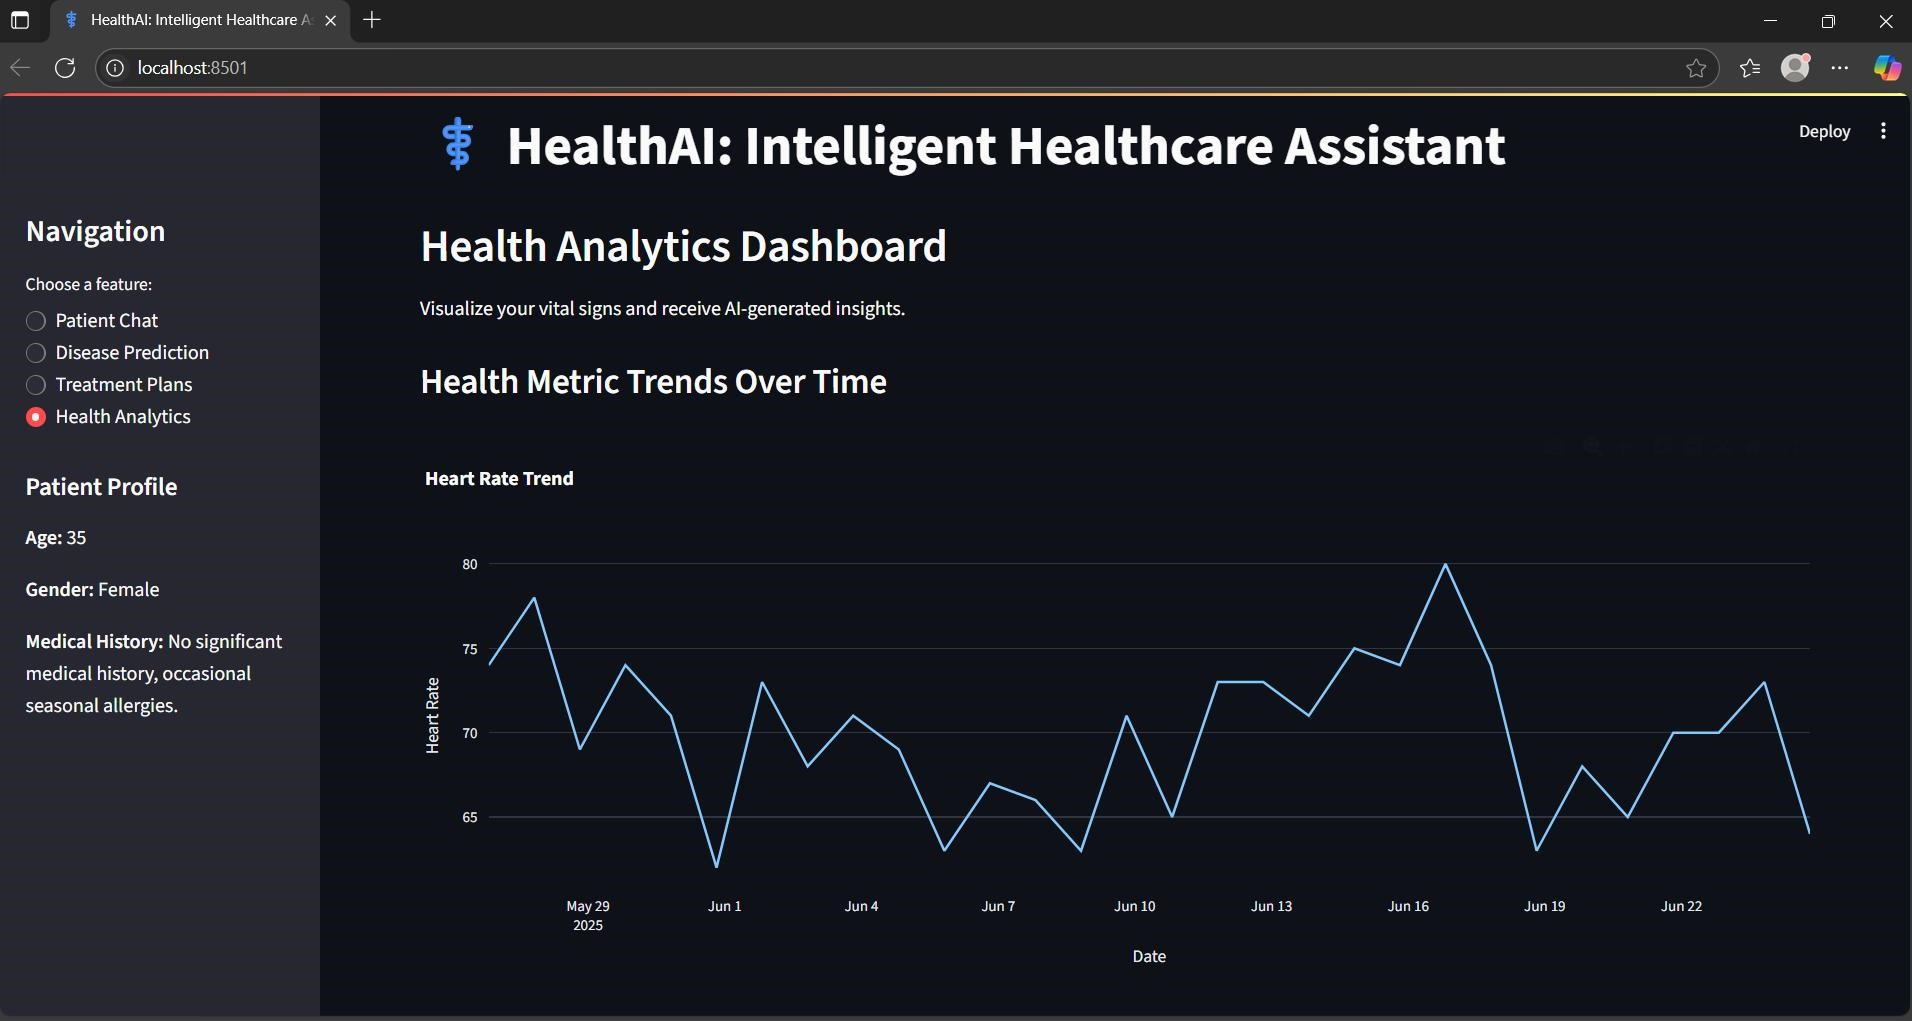 HealthAI: Intelligent Healthcare As
localhost:8501
HealthAI: Intelligent Healthcare Assistant
Deploy
Navigation
Choose a feature:
Patient Chat
Disease Prediction
Treatment Plans
Health Analytics
Patient Profile
Age: 35
Gender: Female
Medical History: No significant
medical history, occasional
seasonal allergies.
Health Analytics Dashboard
Visualize your vital signs and receive AI-generated insights.
Health Metric Trends Over Time
Heart Rate Trend
80
75
70
65
Heart Rate
May 29
2025
Jun 1
Jun 4
Jun 7
Jun 10
Jun 13
Jun 16
Jun 19
Jun 22
Date